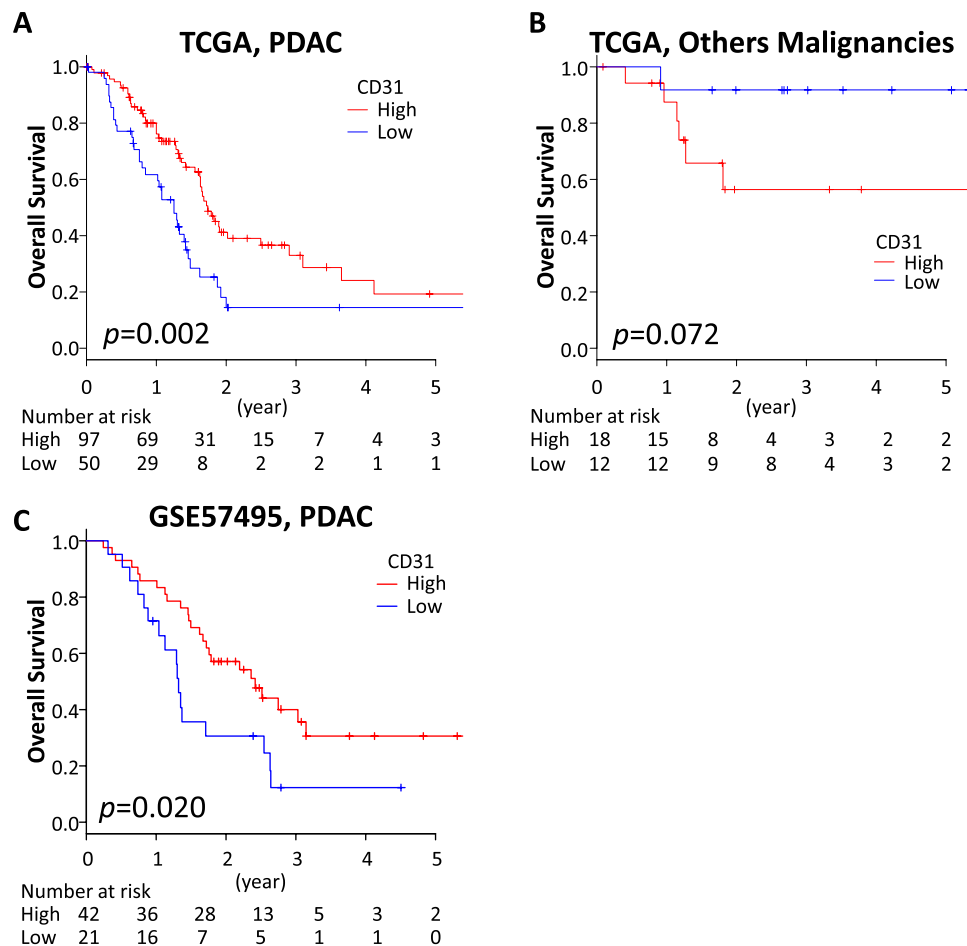 A
TCGA, PDAC
1.0
0.8
0.6
0.4
0.2
0.0
Overall Survival
CD31
High
Low
p=0.002
0 1 2 3 4 5
(year)
Number at risk
High 97 69 31 15 7 4 3
Low 50 29 8 2 2 1 1
B
TCGA, Others Malignancies
1.0
0.8
0.6
0.4
0.2
0.0
Overall Survival
CD31
High
Low
p=0.072
0 1 2 3 4 5
(year)
Number at risk
High 18 15 8 4 3 2 2
Low 12 12 9 8 4 3 2
C
GSE57495, PDAC
1.0
0.8
0.6
0.4
0.2
0.0
Overall Survival
CD31
High
Low
p=0.020
0 1 2 3 4 5
(year)
Number at risk
High 42 36 28 13 5 3 2
Low 21 16 7 5 1 1 0